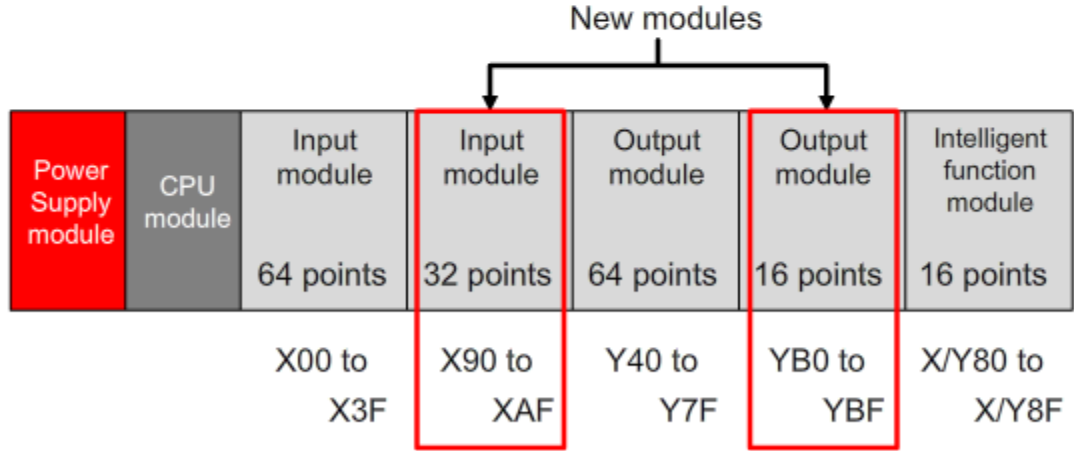 New modules
Power
Supply
module
CPU
module
Input
module
64 points
Input
module
32 points
Output
module
64 points
Output
module
16 points
Intelligent
function
module
16 points
X00 to
X3F
X90 to
XAF
Y40 to
Y7F
YB0 to
YBF
X/Y80 to
X/Y8F